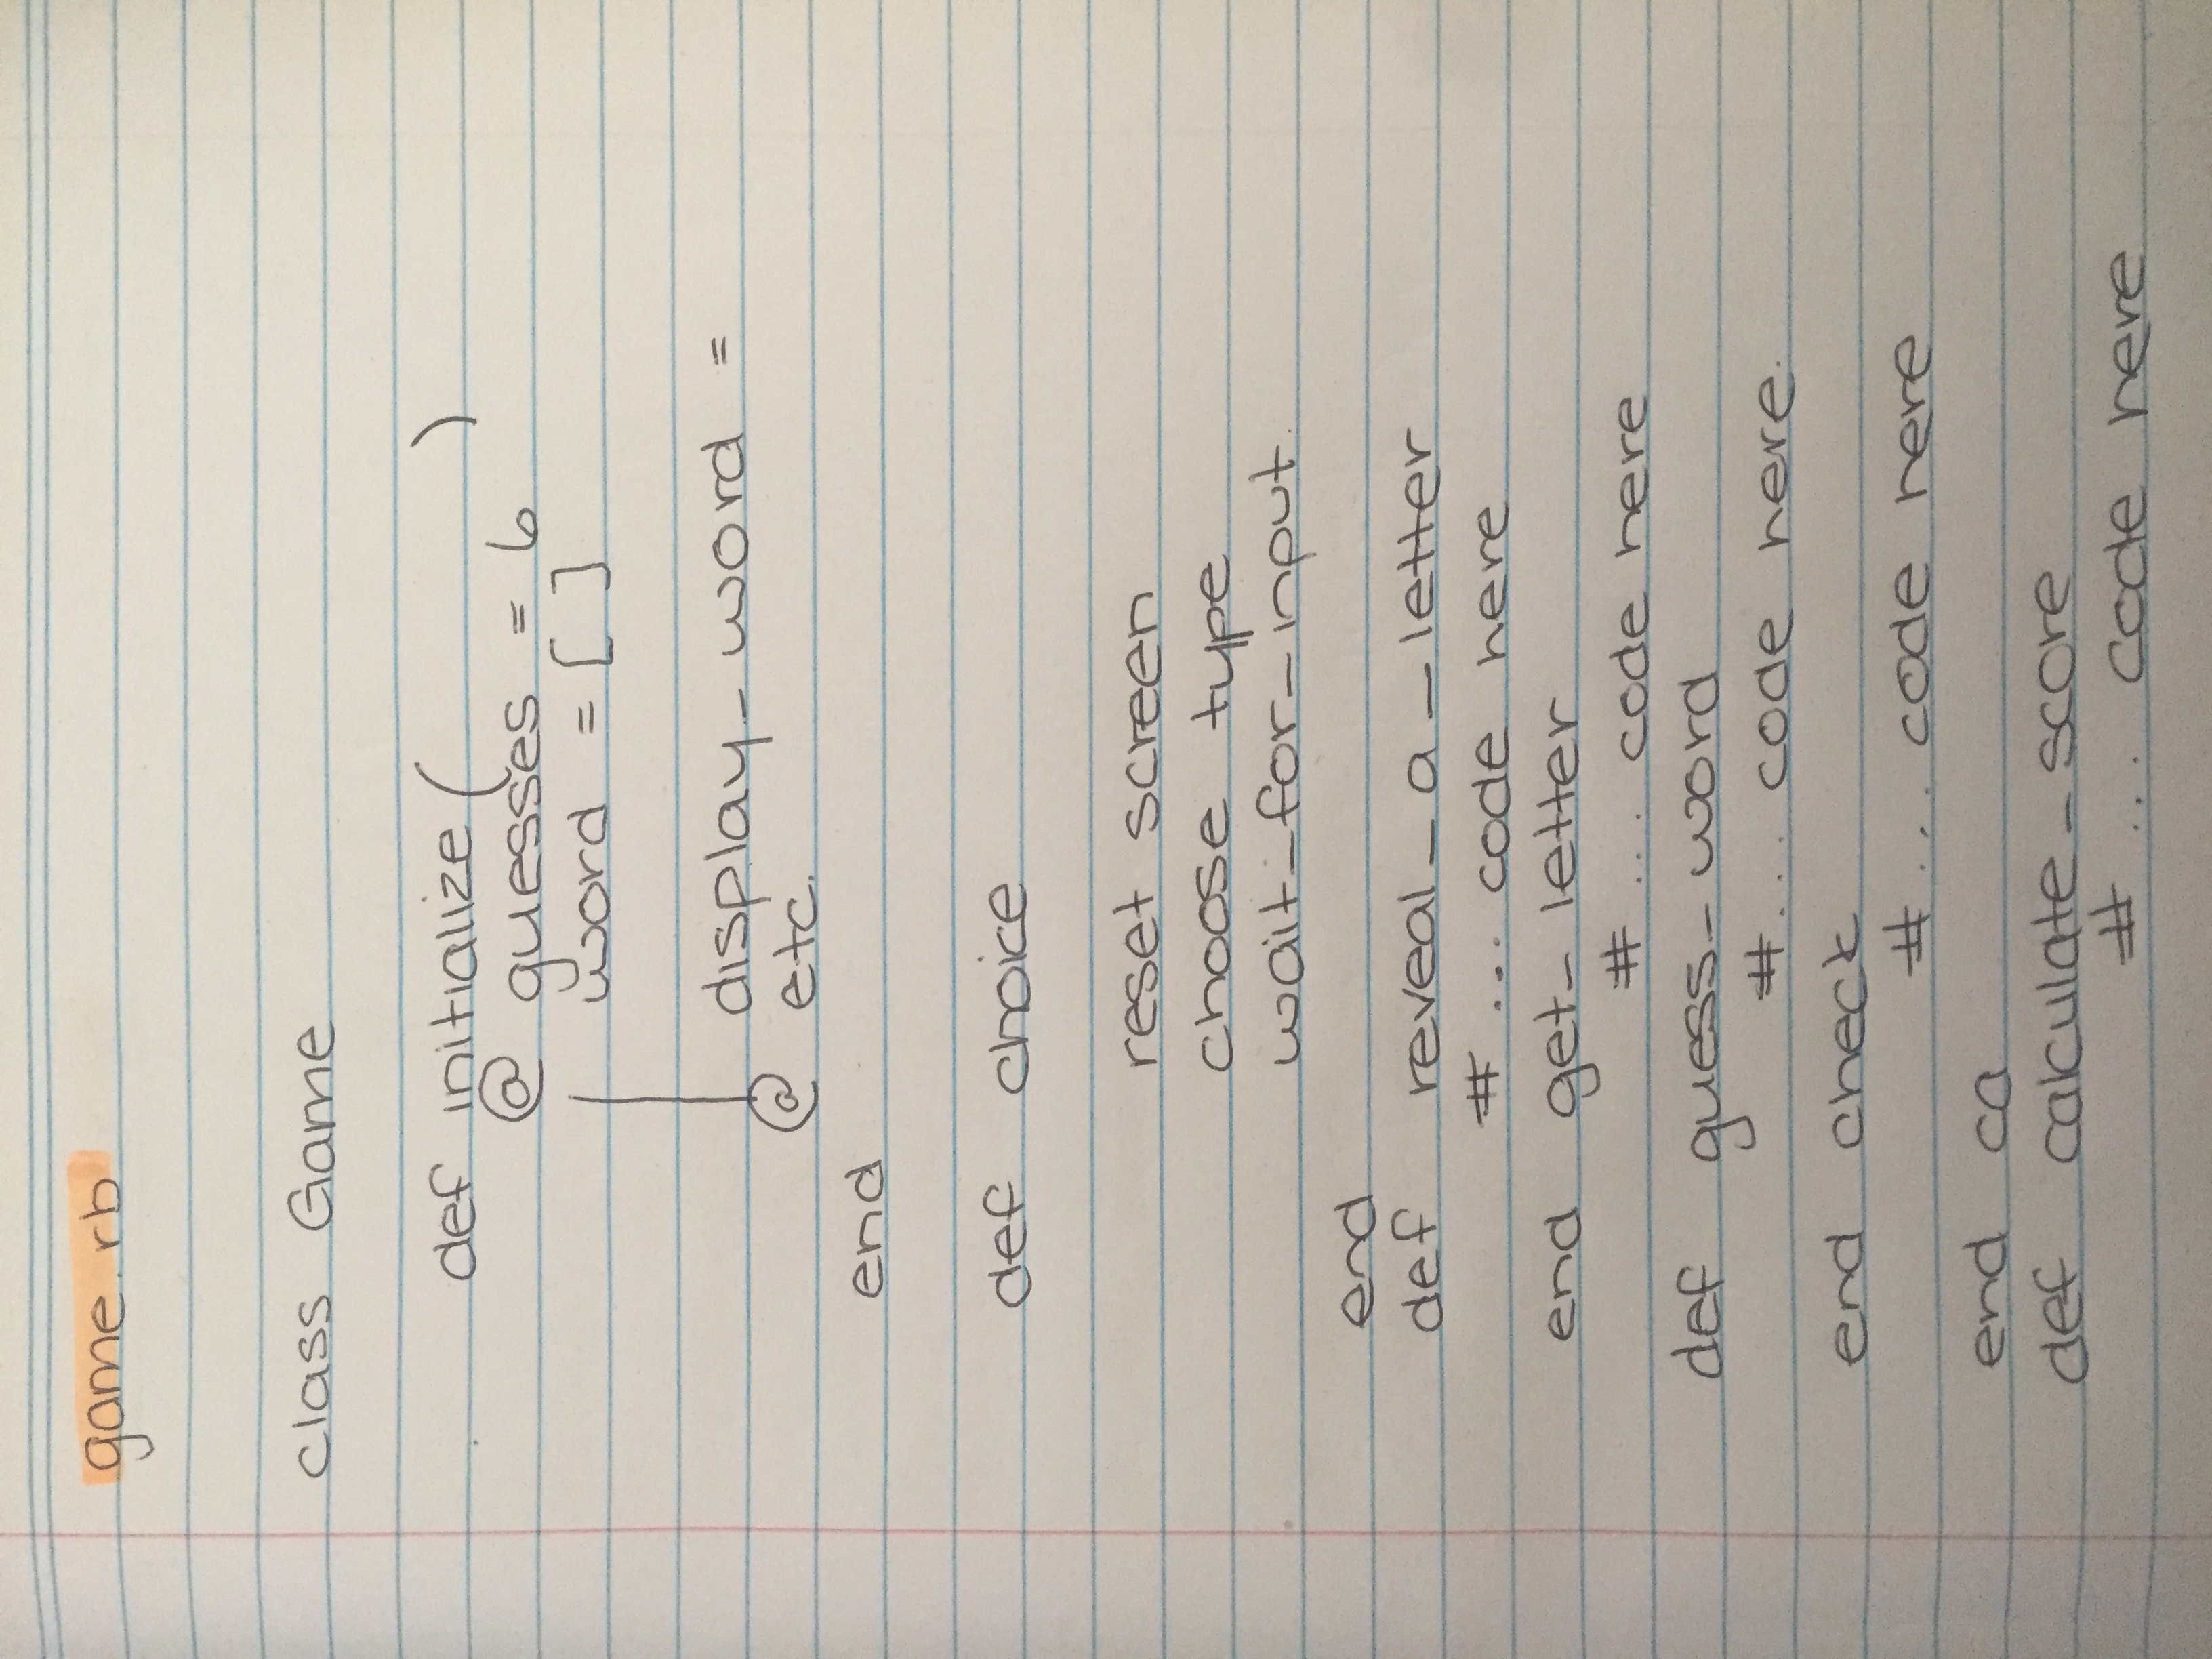 game.rb
class Game
def initialize( )
@ guesses = 6
word = [ ]
display_word =
@ etc.
end
def choice
reset screen
choose type
wait_for_input.
end
def reveal_a_letter
# ... code here
end get_letter
# ... code here
def guess_word
# ... code here.
end check
# ... code here
end ca
def calculate_score
# ... code here